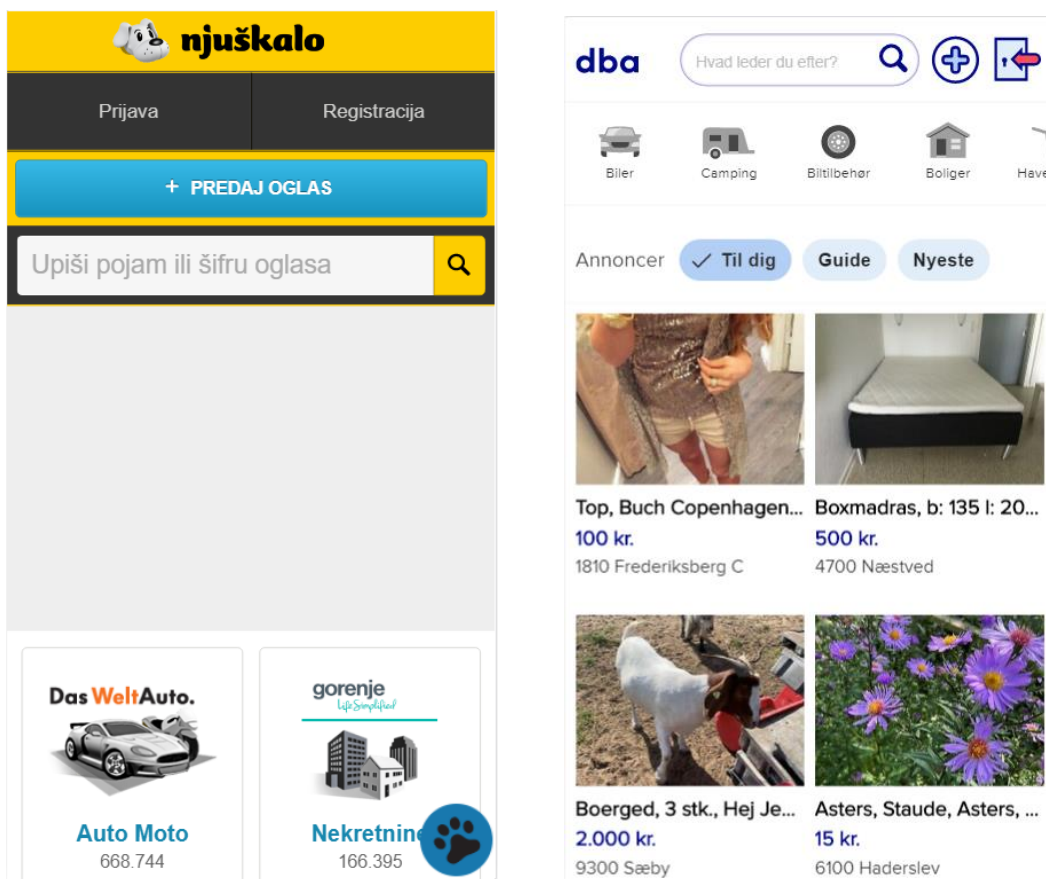 njuškalo
Prijava
Registracija
+ PREDAJ OGLAS
Upiši pojam ili šifru oglasa
Das WeltAuto.
Auto Moto
668.744
gorenje
Life Simplified
Nekretnine
166.395
dba
Hvad leder du efter?
Biler
Camping
Biltilbehør
Boliger
Have
Annoncer
Til dig
Guide
Nyeste
Top, Buch Copenhagen...
100 kr.
1810 Frederiksberg C
Boxmadras, b: 135 l: 20...
500 kr.
4700 Næstved
Boerged, 3 stk., Hej Je...
2.000 kr.
9300 Sæby
Asters, Staude, Asters, ...
15 kr.
6100 Haderslev